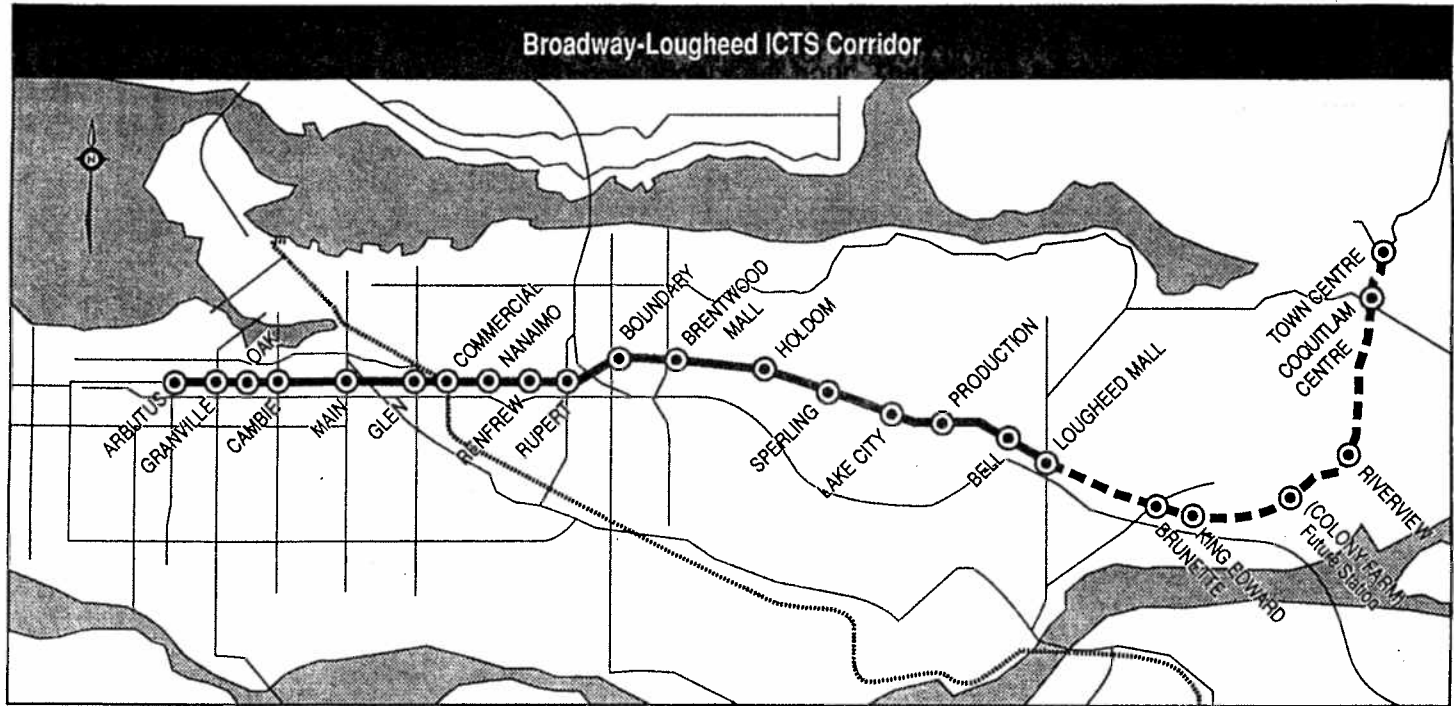 Broadway-Lougheed ICTS Corridor
N
ARBUTUS
GRANVILLE
OAK
CAMBIE
MAIN
GLEN
COMMERCIAL
NANAIMO
RENFREW
RUPERT
BOUNDARY
BRENTWOOD
MALL
HOLDOM
SPERLING
LAKE CITY
PRODUCTION
BELL
LOUGHEED MALL
BRUNETTE
KING EDWARD
(COLONY FARM)
Future Station
RIVERVIEW
COQUITLAM
CENTRE
TOWN CENTRE